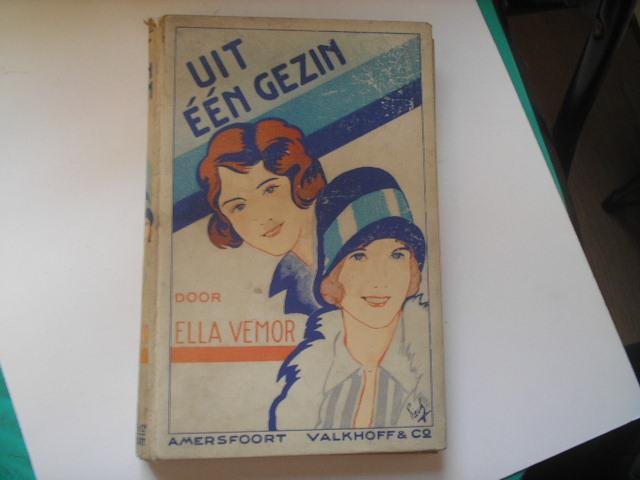 UIT
ÉÉN GEZIN
DOOR
ELLA VEMOR
AMERSFOORT VALKHOFF & Co